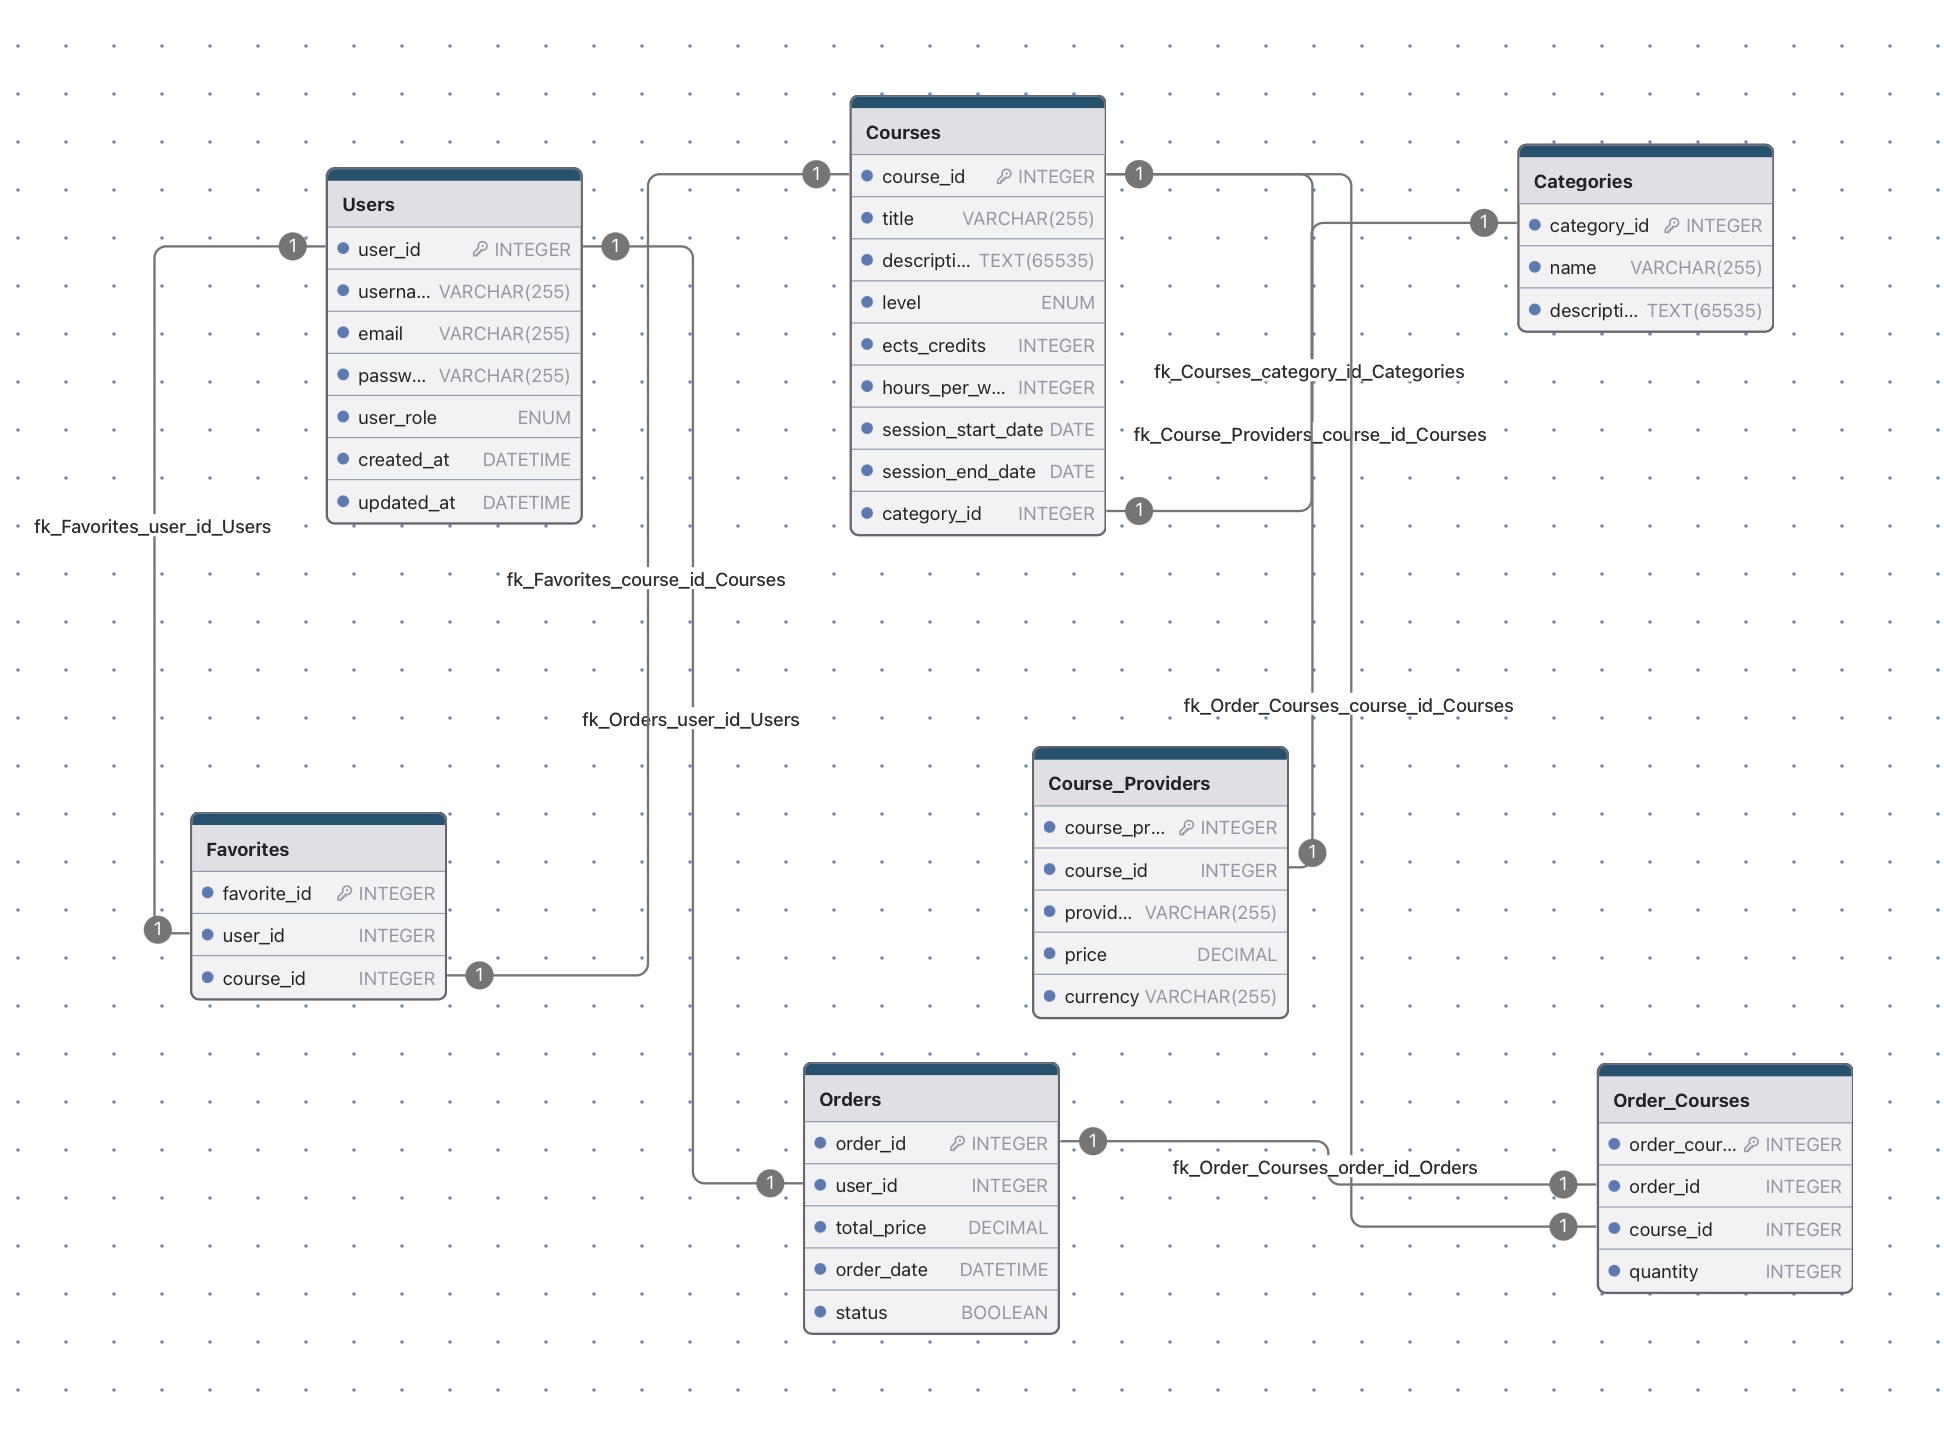 Courses
course_id INTEGER
title VARCHAR(255)
descripti... TEXT(65535)
level ENUM
ects_credits INTEGER
hours_per_w... INTEGER
session_start_date DATE
session_end_date DATE
category_id INTEGER
1
1
1
Categories
category_id INTEGER
name VARCHAR(255)
descripti... TEXT(65535)
1
Users
user_id INTEGER
userna... VARCHAR(255)
email VARCHAR(255)
passw... VARCHAR(255)
user_role ENUM
created_at DATETIME
updated_at DATETIME
1
1
fk_Courses_category_id_Categories
fk_Course_Providers_course_id_Courses
fk_Favorites_user_id_Users
fk_Favorites_course_id_Courses
fk_Orders_user_id_Users
fk_Order_Courses_course_id_Courses
Course_Providers
course_pr... INTEGER
course_id INTEGER
provid... VARCHAR(255)
price DECIMAL
currency VARCHAR(255)
1
Favorites
favorite_id INTEGER
user_id INTEGER
course_id INTEGER
1
1
Orders
order_id INTEGER
user_id INTEGER
total_price DECIMAL
order_date DATETIME
status BOOLEAN
1
1
fk_Order_Courses_order_id_Orders
Order_Courses
order_cour... INTEGER
order_id INTEGER
course_id INTEGER
quantity INTEGER
1
1